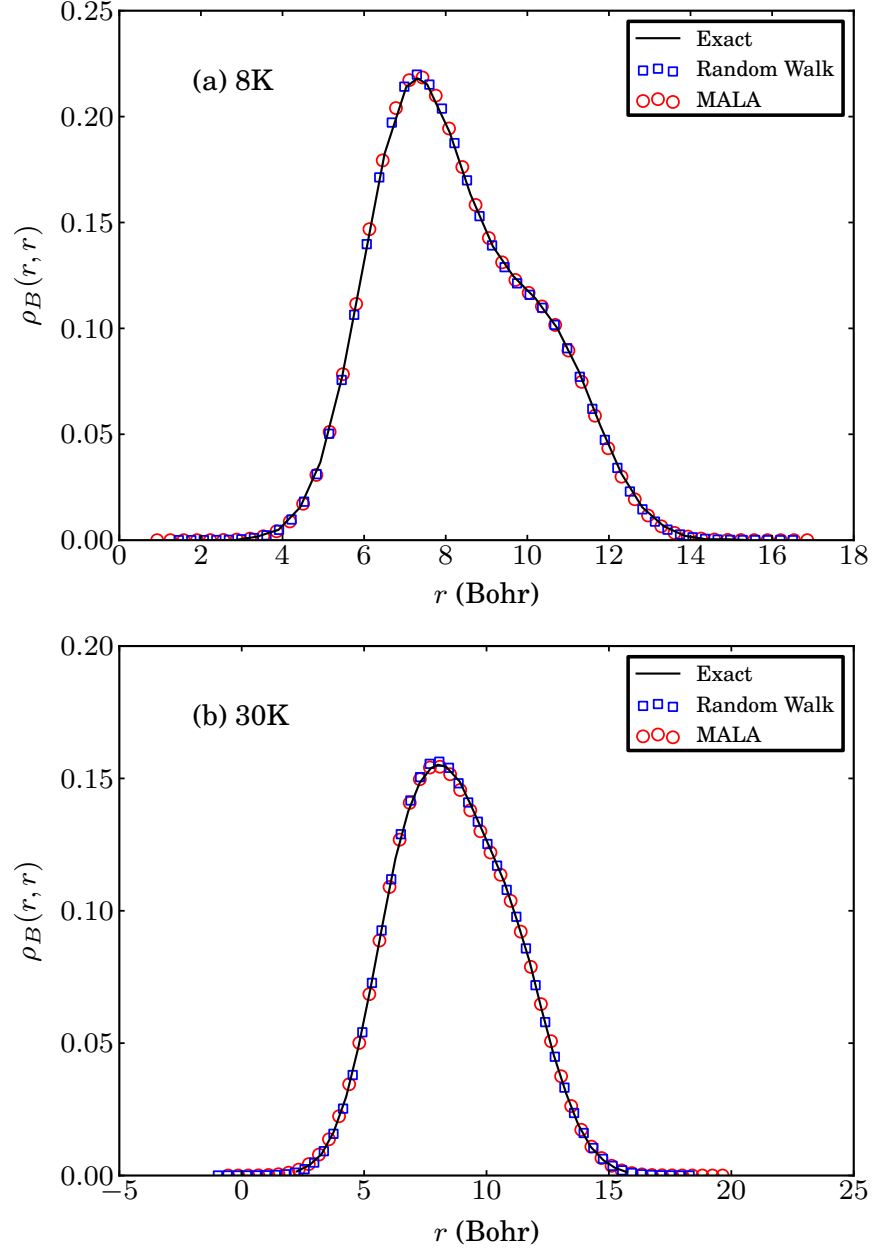 0.25
0.20
0.15
0.10
0.05
0.00
ρB(r, r)
(a) 8K
Exact
Random Walk
MALA
0 2 4 6 8 10 12 14 16 18
r (Bohr)
0.20
0.15
0.10
0.05
0.00
ρB(r, r)
(b) 30K
Exact
Random Walk
MALA
−5 0 5 10 15 20 25
r (Bohr)